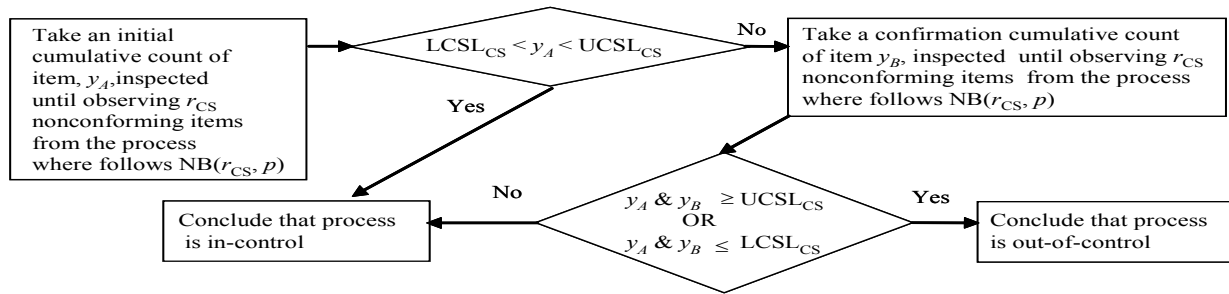 Take an initial
cumulative count of
item, y_A,inspected
until observing r_CS
nonconforming items
from the process
where follows NB(r_CS, p)
LCSL_CS < y_A < UCSL_CS
No
Take a confirmation cumulative count
of item y_B, inspected until observing r_CS
nonconforming items from the process
where follows NB(r_CS, p)
Yes
No
y_A & y_B ≥ UCSL_CS
OR
y_A & y_B ≤ LCSL_CS
Yes
Conclude that process
is in-control
Conclude that process
is out-of-control